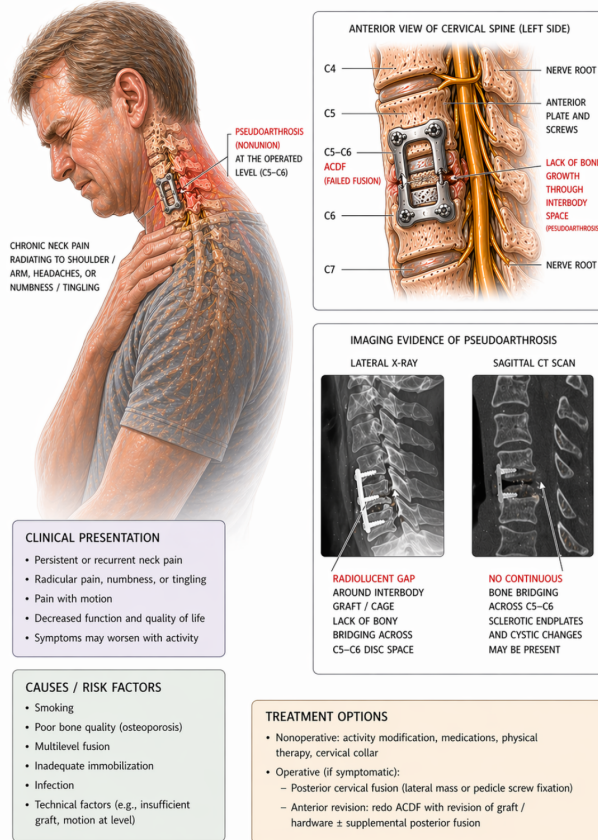 PSEUDOARTHROSIS
(NONUNION)
AT THE OPERATED
LEVEL (C5–C6)
CHRONIC NECK PAIN
RADIATING TO SHOULDER /
ARM, HEADACHES, OR
NUMBNESS / TINGLING
ANTERIOR VIEW OF CERVICAL SPINE (LEFT SIDE)
C4
C5
C5–C6
ACDF
(FAILED FUSION)
C6
C7
NERVE ROOT
ANTERIOR
PLATE AND
SCREWS
LACK OF BONE
GROWTH
THROUGH
INTERBODY
SPACE
(PESUDOARTHROSIS
NERVE ROOT
IMAGING EVIDENCE OF PSEUDOARTHROSIS
LATERAL X-RAY
SAGITTAL CT SCAN
RADIOLUCENT GAP
AROUND INTERBODY
GRAFT / CAGE
LACK OF BONY
BRIDGING ACROSS
C5–C6 DISC SPACE
NO CONTINUOUS
BONE BRIDGING
ACROSS C5–C6
SCLEROTIC ENDPLATES
AND CYSTIC CHANGES
MAY BE PRESENT
CLINICAL PRESENTATION
• Persistent or recurrent neck pain
• Radicular pain, numbness, or tingling
• Pain with motion
• Decreased function and quality of life
• Symptoms may worsen with activity
CAUSES / RISK FACTORS
• Smoking
• Poor bone quality (osteoporosis)
• Multilevel fusion
• Inadequate immobilization
• Infection
• Technical factors (e.g., insufficient
graft, motion at level)
TREATMENT OPTIONS
• Nonoperative: activity modification, medications, physical
therapy, cervical collar
• Operative (if symptomatic):
– Posterior cervical fusion (lateral mass or pedicle screw fixation)
– Anterior revision: redo ACDF with revision of graft /
hardware ± supplemental posterior fusion